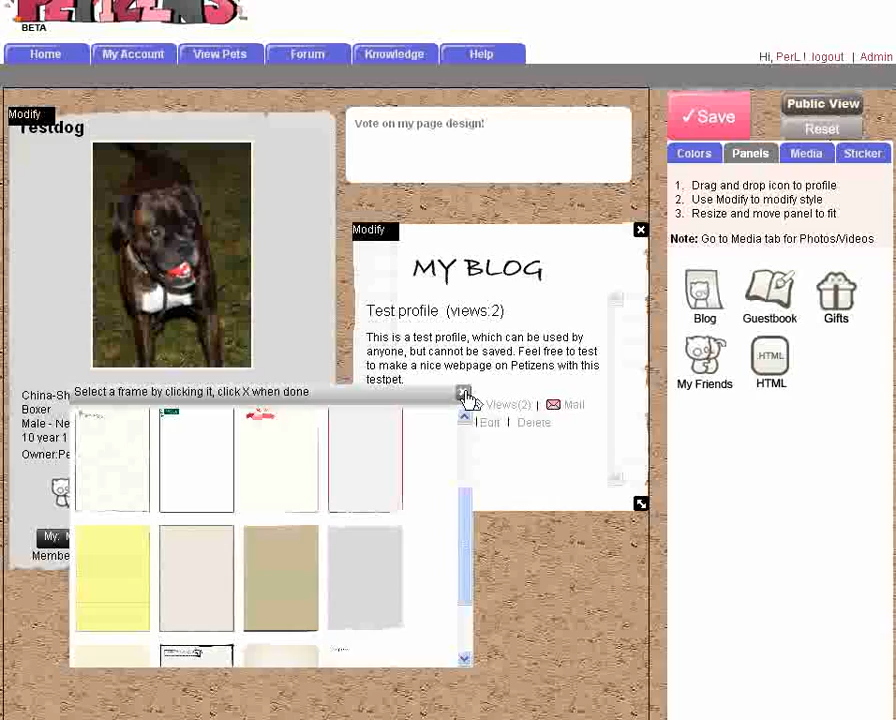 PETIZENS
BETA
Home My Account View Pets Forum Knowledge Help
Hi, PerL ! logout | Admin
Modify
Testdog
Vote on my page design!
✓Save
Public View
Reset
Colors Panels Media Sticker
1. Drag and drop icon to profile
2. Use Modify to modify style
3. Resize and move panel to fit
Note: Go to Media tab for Photos/Videos
Blog Guestbook Gifts
My Friends HTML
.HTML
Modify
MY BLOG
Test profile (views:2)
This is a test profile, which can be used by
anyone, but cannot be saved. Feel free to test
to make a nice webpage on Petizens with this
testpet.
Views(2) | Mail
| Edit | Delete
China-Sh
Boxer
Male - Ne
10 year 1
Owner:Pe
My:
Membe
Select a frame by clicking it, click X when done